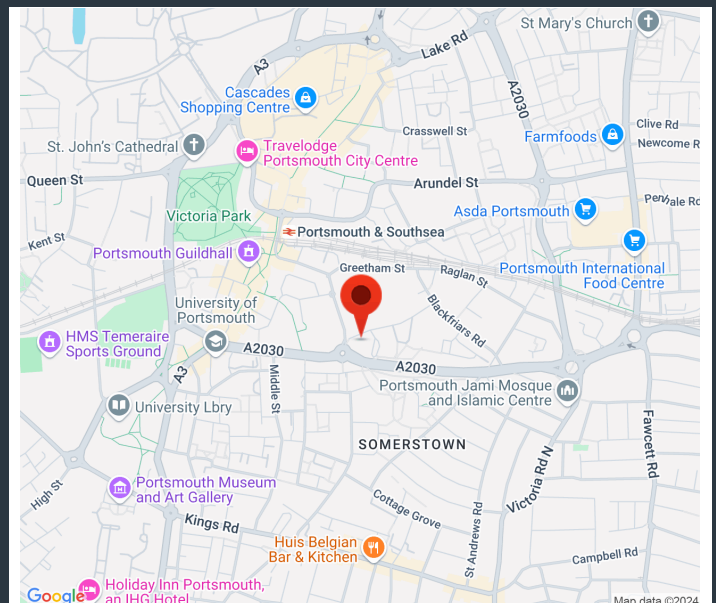 St Mary's Church
Lake Rd
A3
A2030
Cascades
Shopping Centre
Clive Rd
Crasswell St
Farmfoods
Newcome R
St. John's Cathedral
Travelodge
Portsmouth City Centre
Queen St
Arundel St
Penhale Rd
Asda Portsmouth
Victoria Park
Portsmouth & Southsea
Kent St
Portsmouth Guildhall
Greetham St
Raglan St
Portsmouth International
Food Centre
University of
Portsmouth
Blackfriars Rd
HMS Temeraire
Sports Ground
A2030
A2030
A3
Middle St
Portsmouth Jami Mosque
and Islamic Centre
University Lbry
Fawcett Rd
SOMERSTOWN
Victoria Rd N
Portsmouth Museum
and Art Gallery
High St
Cottage Grove
Kings Rd
St Andrews Rd
Huis Belgian
Bar & Kitchen
Campbell Rd
Holiday Inn Portsmouth,
an IHG Hotel
Google
Map data ©2024